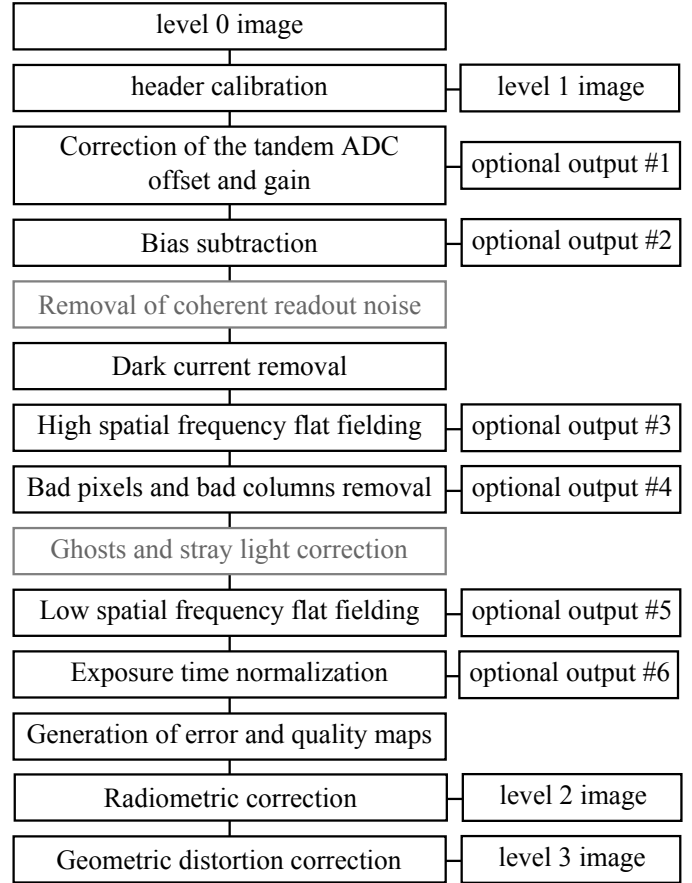 level 0 image
header calibration
level 1 image
Correction of the tandem ADC
offset and gain
optional output #1
Bias subtraction
optional output #2
Removal of coherent readout noise
Dark current removal
High spatial frequency flat fielding
optional output #3
Bad pixels and bad columns removal
optional output #4
Ghosts and stray light correction
Low spatial frequency flat fielding
optional output #5
Exposure time normalization
optional output #6
Generation of error and quality maps
Radiometric correction
level 2 image
Geometric distortion correction
level 3 image